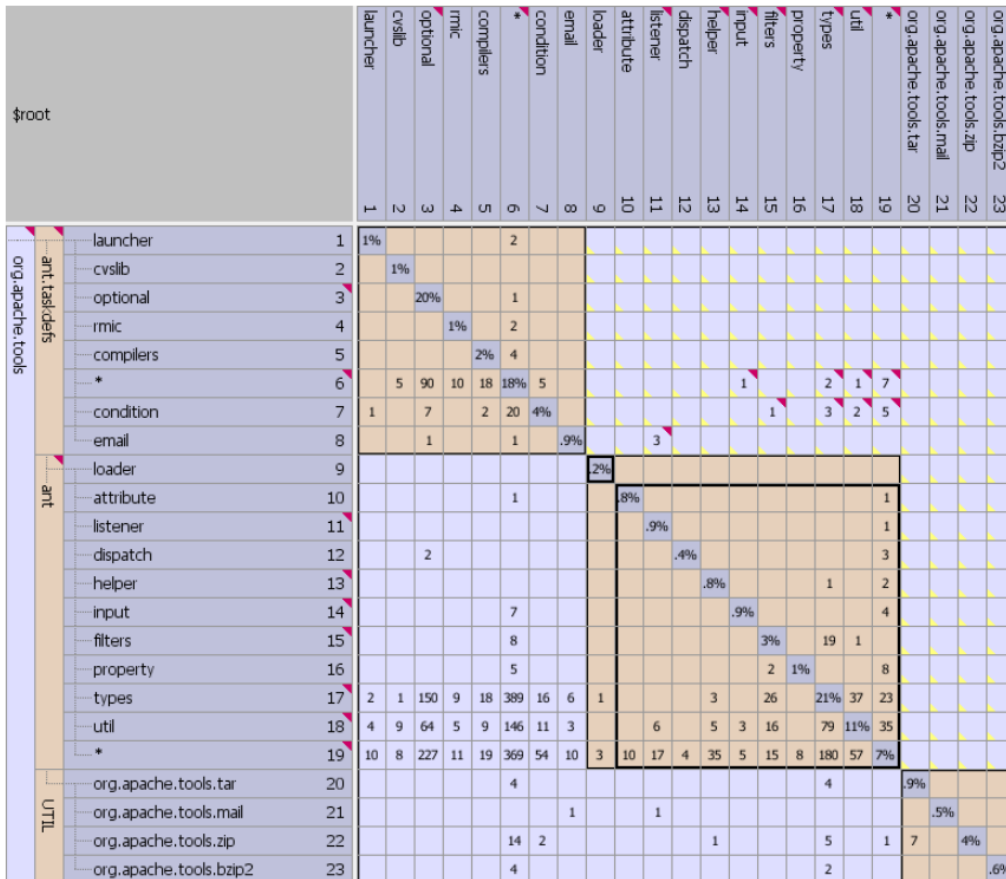 launcher
cvslib
optional
rmic
compilers
*
condition
email
loader
attribute
listener
dispatch
helper
input
filters
property
types
util
*
org.apache.tools.tar
org.apache.tools.mail
org.apache.tools.zip
org.apache.tools.bzip2
$root
1 2 3 4 5 6 7 8 9 10 11 12 13 14 15 16 17 18 19 20 21 22 23
org.apache.tools
ant.taskdefs
launcher 1 1% 2
cvslib 2 1%
optional 3 20% 1
rmic 4 1% 2
compilers 5 2% 4
* 6 5 90 10 18 18% 5 1 2 1 7
condition 7 1 7 2 20 4% 1 3 2 5
email 8 1 1 .9% 3
ant
loader 9 .2%
attribute 10 1 .8% 1
listener 11 .9% 1
dispatch 12 2 .4% 3
helper 13 .8% 1 2
input 14 7 .9% 4
filters 15 8 3% 19 1
property 16 5 2 1% 8
types 17 2 1 150 9 18 389 16 6 1 3 26 21% 37 23
util 18 4 9 64 5 9 146 11 3 6 5 3 16 79 11% 35
* 19 10 8 227 11 19 369 54 10 3 10 17 4 35 5 15 8 180 57 7%
UTIL
org.apache.tools.tar 20 4 4 .9%
org.apache.tools.mail 21 1 1 .5%
org.apache.tools.zip 22 14 2 1 5 1 7 4%
org.apache.tools.bzip2 23 4 2 .6%